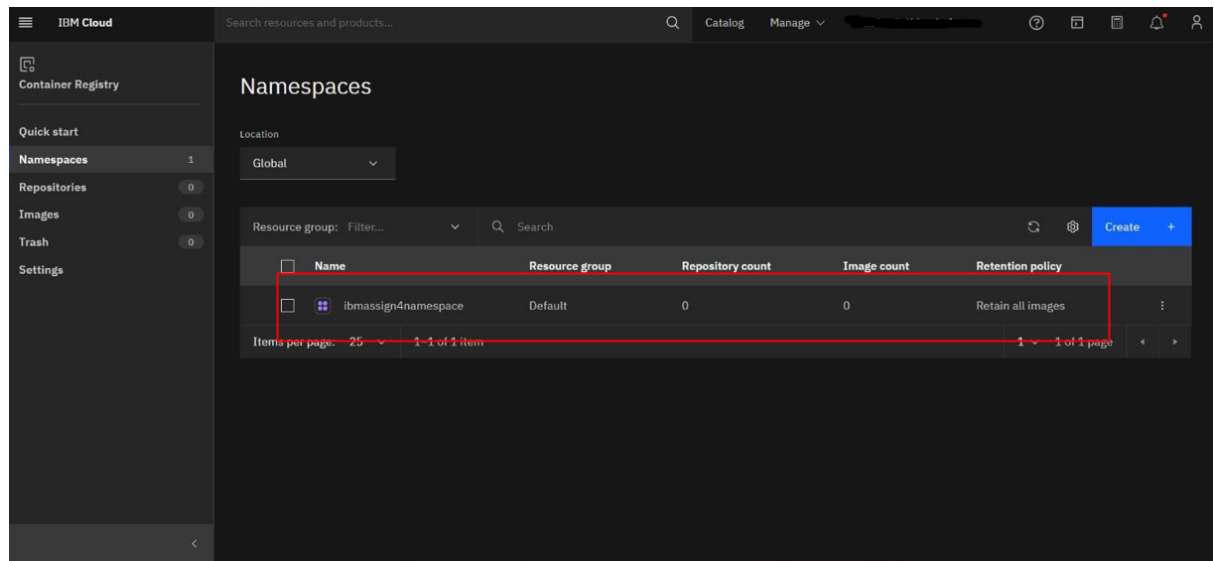 IBM Cloud
Search resources and products...
Catalog
Manage
Container Registry
Quick start
Namespaces 1
Repositories 0
Images 0
Trash 0
Settings
Namespaces
Location
Global
Resource group: Filter...
Search
Create +
Name Resource group Repository count Image count Retention policy
ibmassign4namespace Default 0 0 Retain all images
Items per page: 25 1–1 of 1 item 1 1 of 1 page